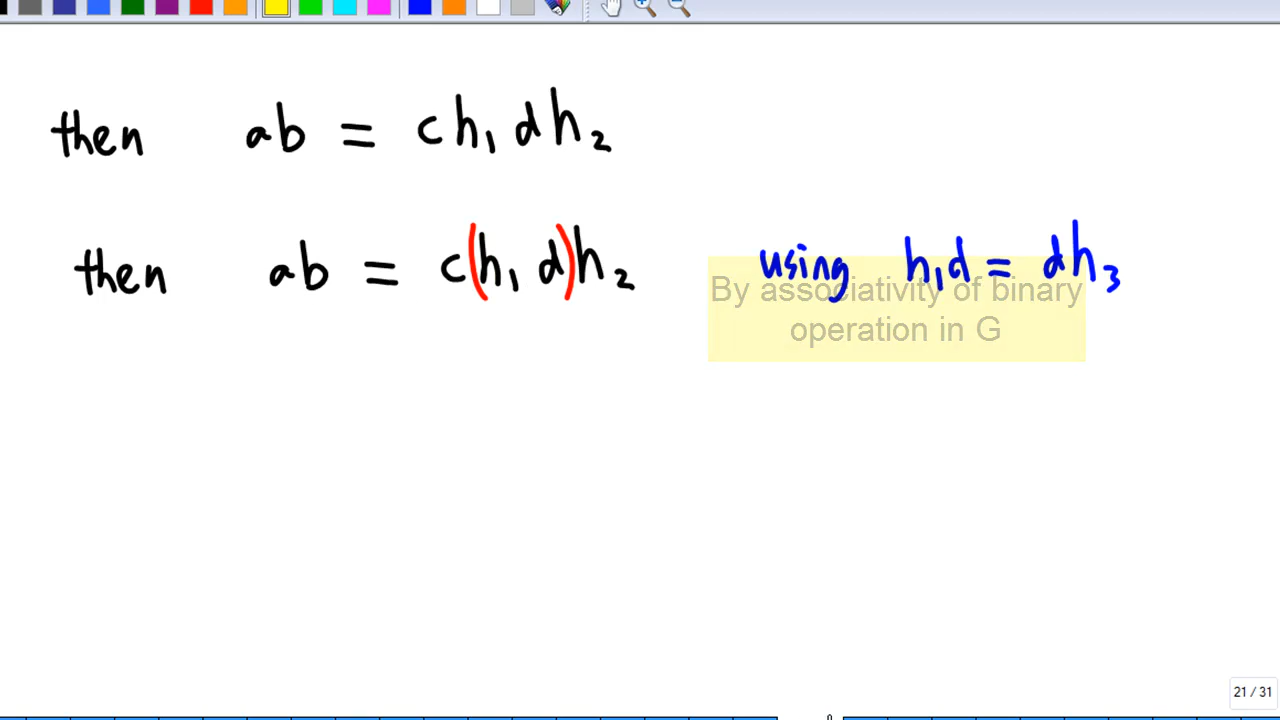 then ab = ch₁dh₂
then ab = c(h₁d)h₂ using h₁d = dh₃
By associativity of binary
operation in G
21 / 31